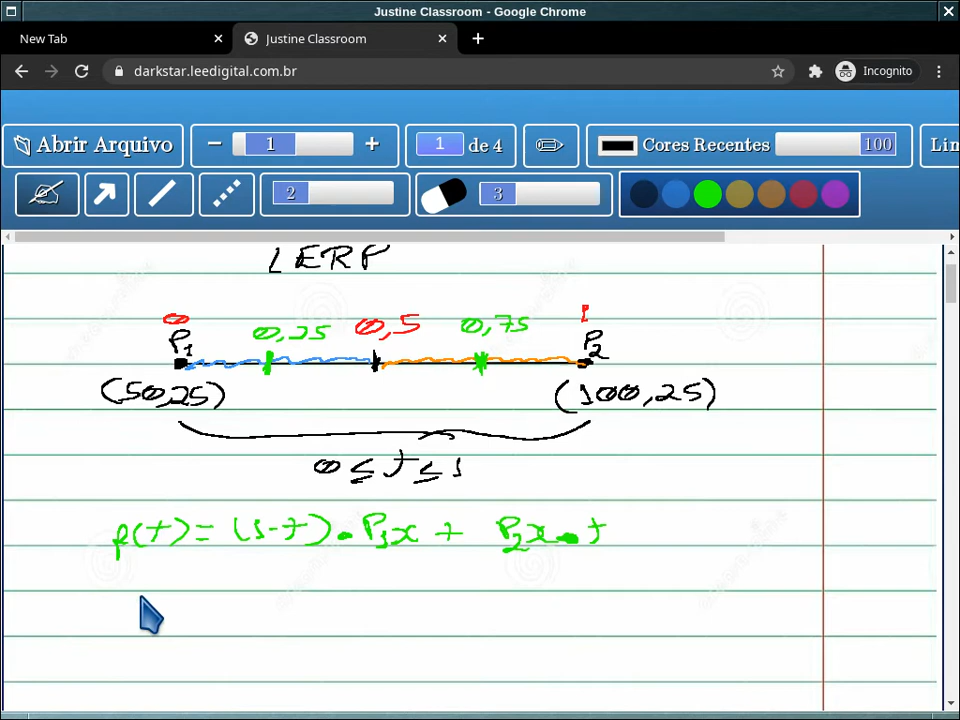 Justine Classroom - Google Chrome
New Tab
Justine Classroom
darkstar.leedigital.com.br
Incognito
Abrir Arquivo
− 1 +
1 de 4
Cores Recentes
100
Lin
2
3
LERP
0 0,25 0,5 0,75 1
P1 P2
(50,25) (100,25)
0 ≤ t ≤ 1
P(t) = (1-t) . P1x + P2x . t